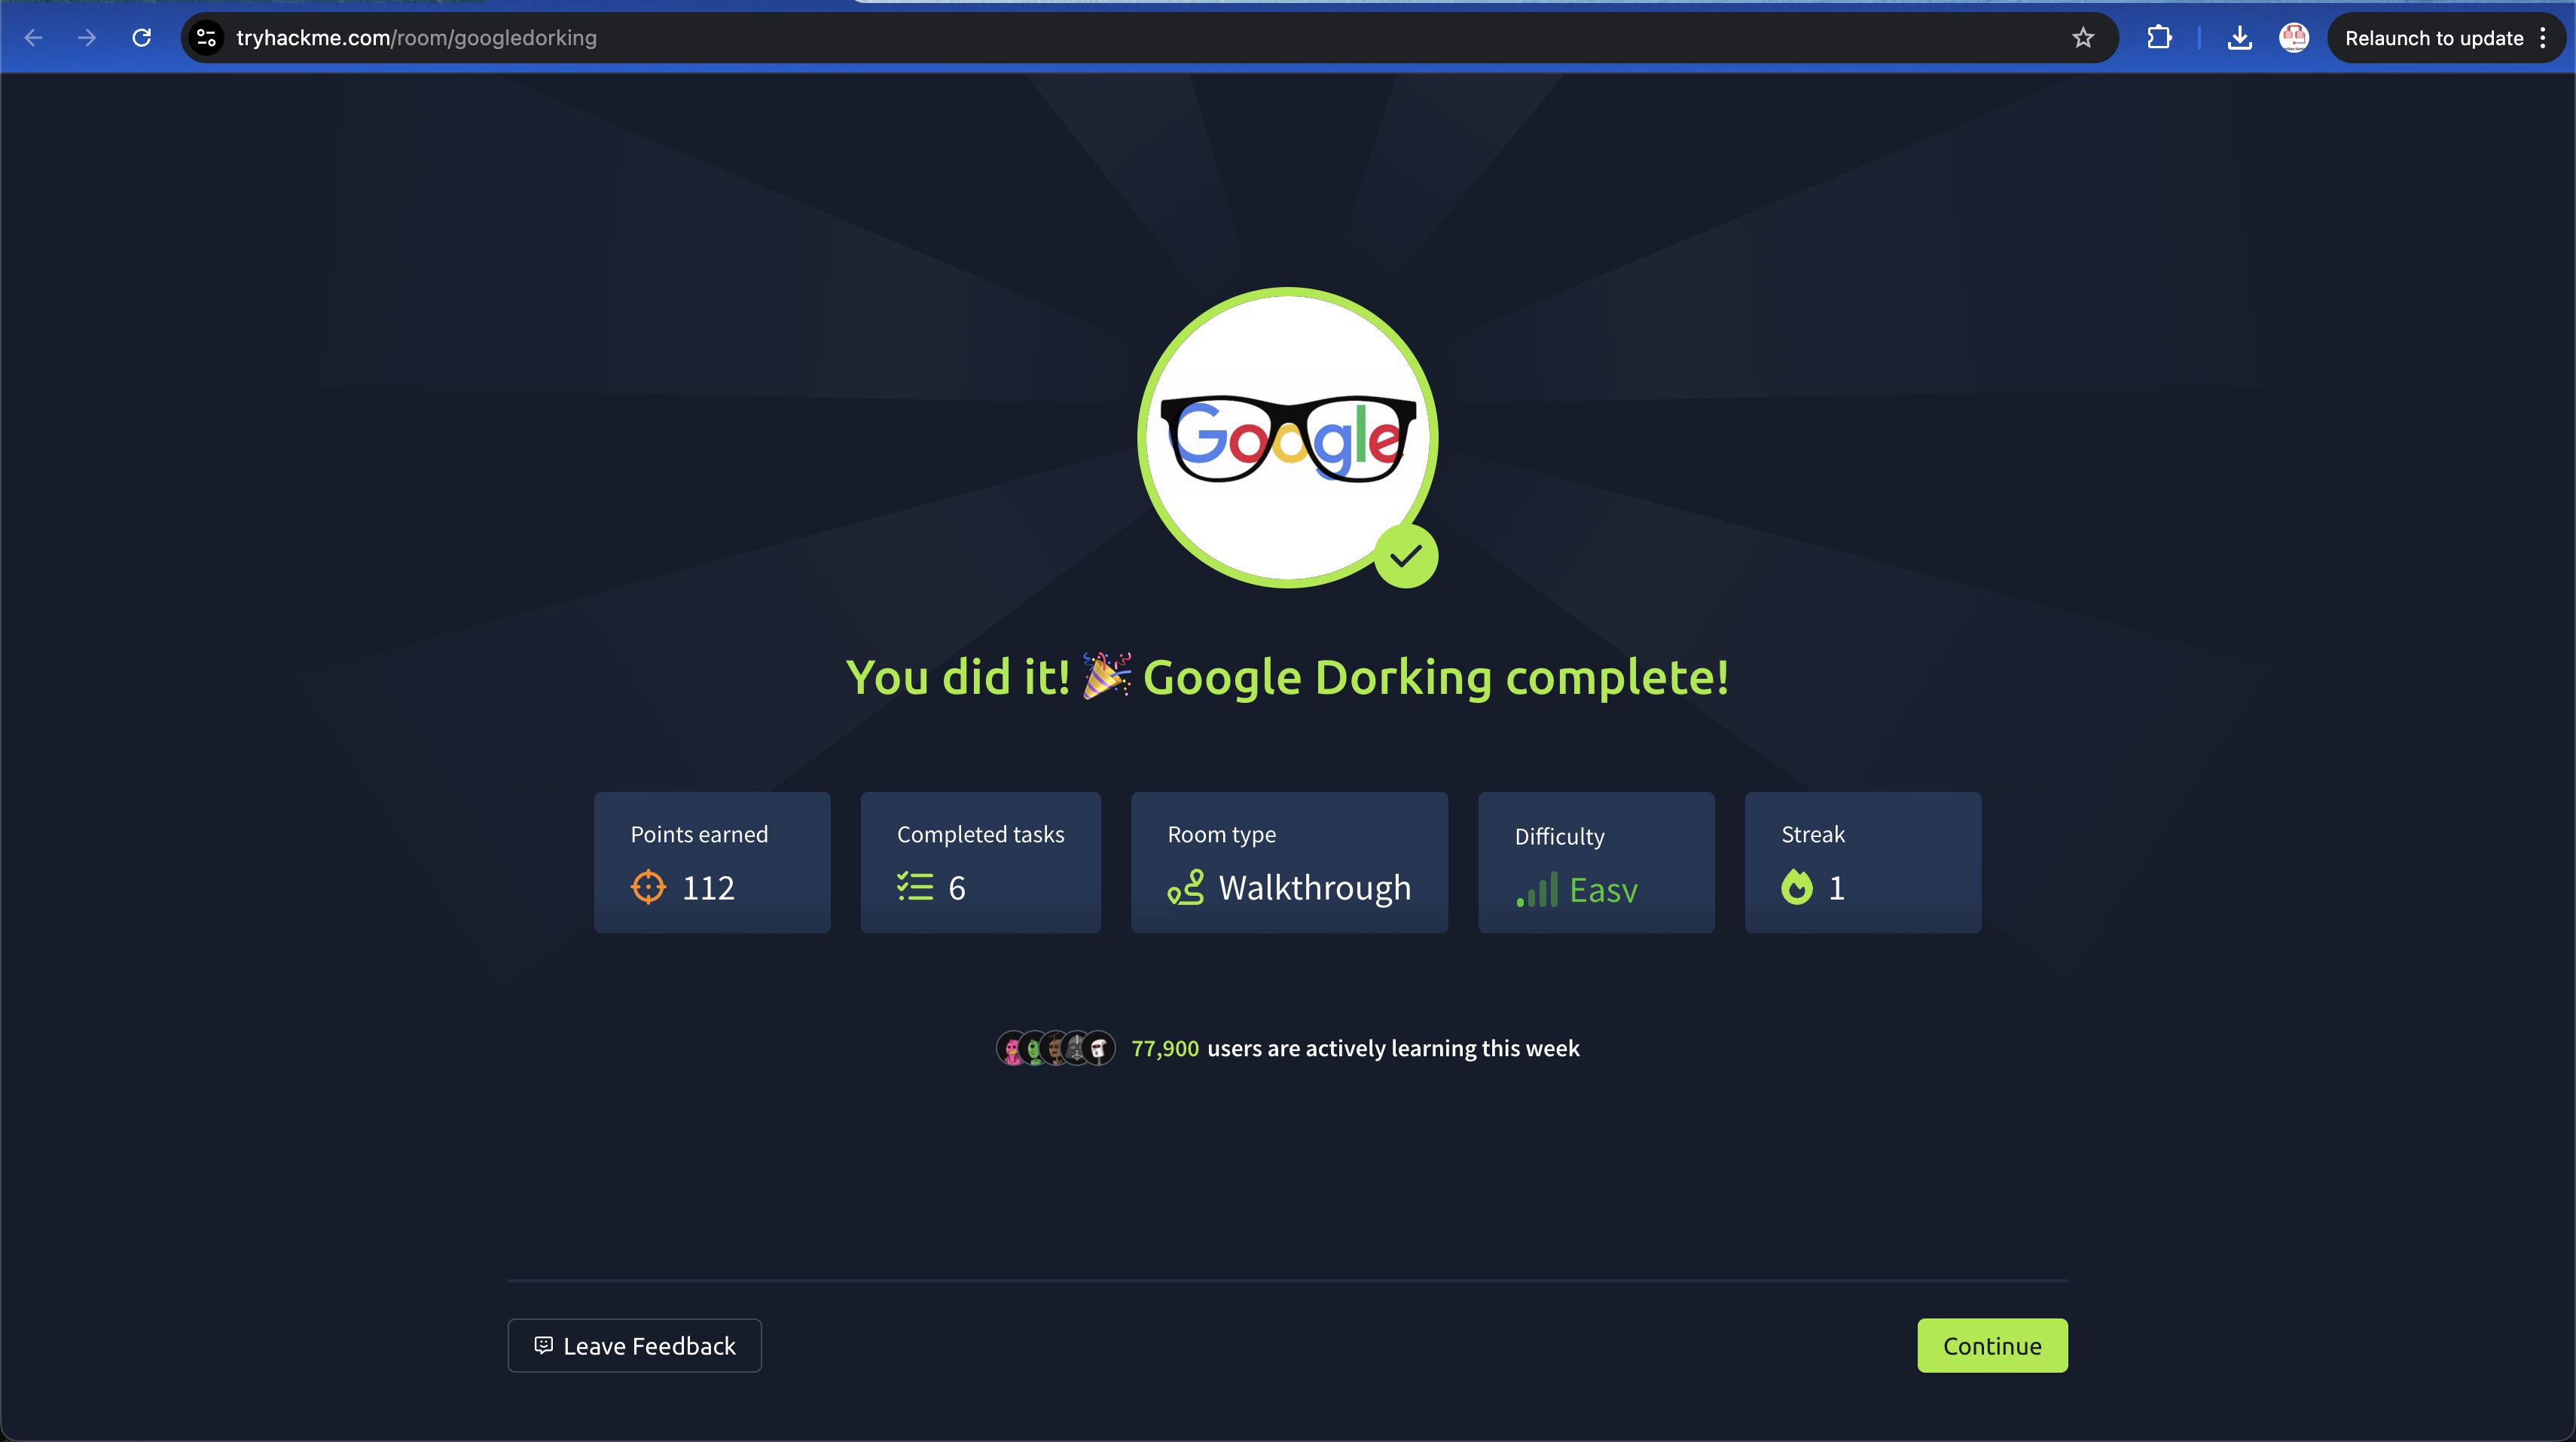 tryhackme.com/room/googledorking
Relaunch to update
Google
You did it! 🎉 Google Dorking complete!
Points earned
112
Completed tasks
6
Room type
Walkthrough
Difficulty
Easy
Streak
1
77,900 users are actively learning this week
Leave Feedback
Continue